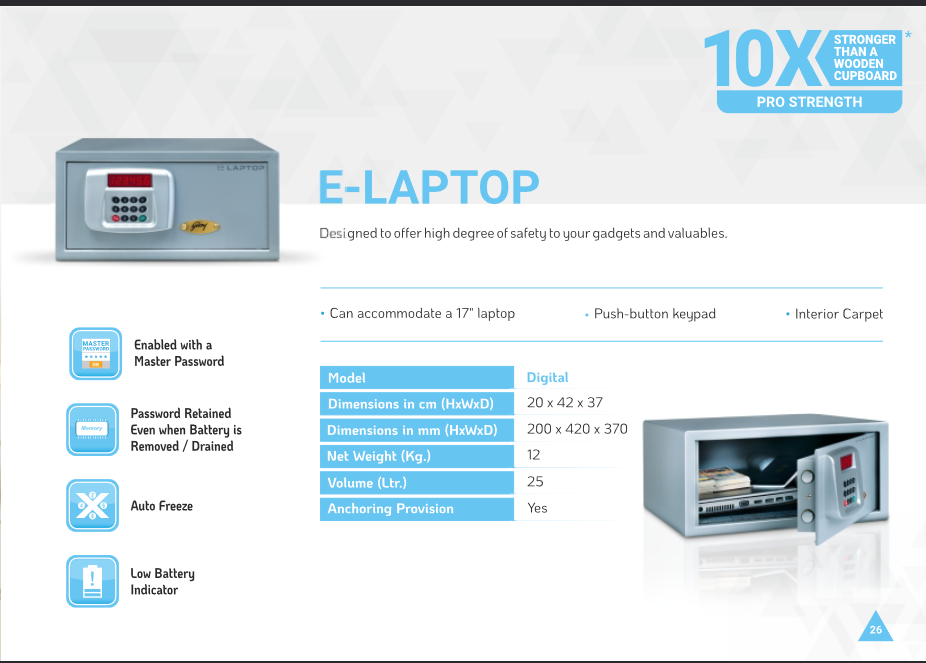 10X
STRONGER
THAN A
WOODEN
CUPBOARD
*
PRO STRENGTH
E LAPTOP
Godrej
E-LAPTOP
Designed to offer high degree of safety to your gadgets and valuables.
• Can accommodate a 17" laptop
• Push-button keypad
• Interior Carpet
MASTER
PASSWORD
Enabled with a
Master Password
Memory
Password Retained
Even when Battery is
Removed / Drained
Auto Freeze
!
Low Battery
Indicator
Model Digital
Dimensions in cm (HxWxD) 20 x 42 x 37
Dimensions in mm (HxWxD) 200 x 420 x 370
Net Weight (Kg.) 12
Volume (Ltr.) 25
Anchoring Provision Yes
26